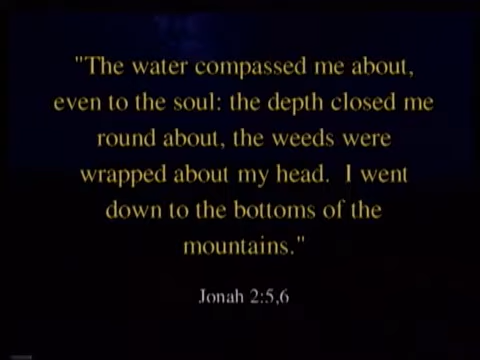 "The water compassed me about,
even to the soul: the depth closed me
round about, the weeds were
wrapped about my head.  I went
down to the bottoms of the
mountains."
Jonah 2:5,6